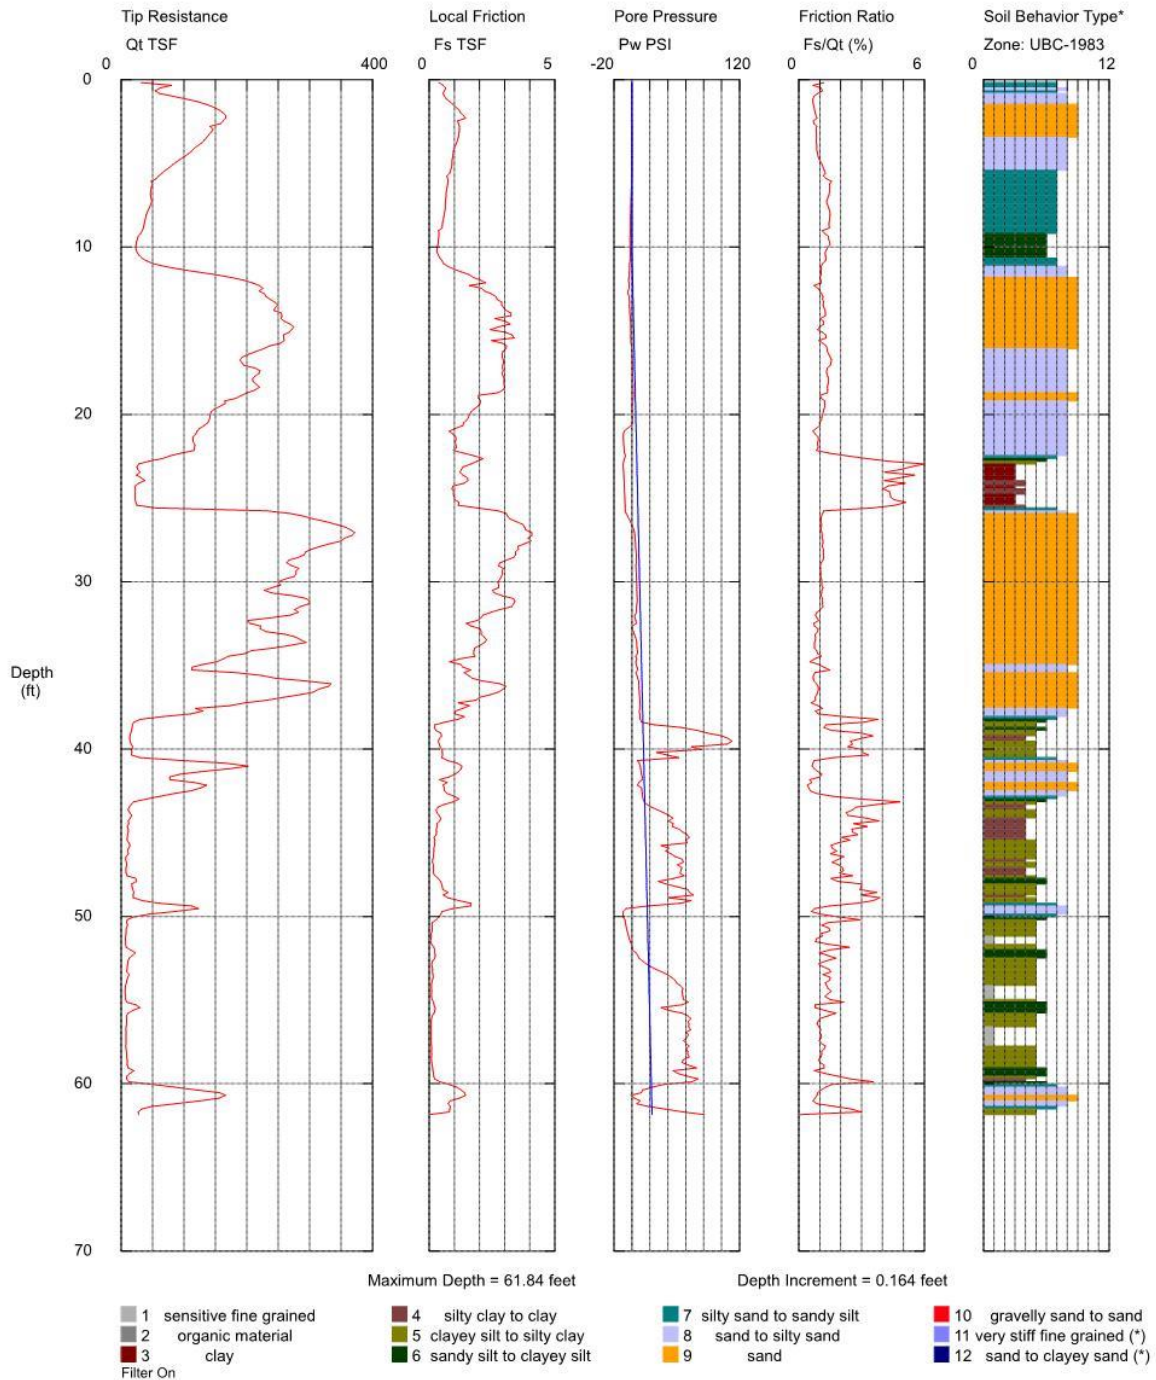 Tip Resistance Local Friction Pore Pressure Friction Ratio Soil Behavior Type*
Qt TSF Fs TSF Pw PSI Fs/Qt (%) Zone: UBC-1983
0 400 0 5 -20 120 0 6 0 12
0
10
20
30
Depth
(ft)
40
50
60
70
Maximum Depth = 61.84 feet Depth Increment = 0.164 feet
1 sensitive fine grained 4 silty clay to clay 7 silty sand to sandy silt 10 gravelly sand to sand
2 organic material 5 clayey silt to silty clay 8 sand to silty sand 11 very stiff fine grained (*)
3 clay 6 sandy silt to clayey silt 9 sand 12 sand to clayey sand (*)
Filter On